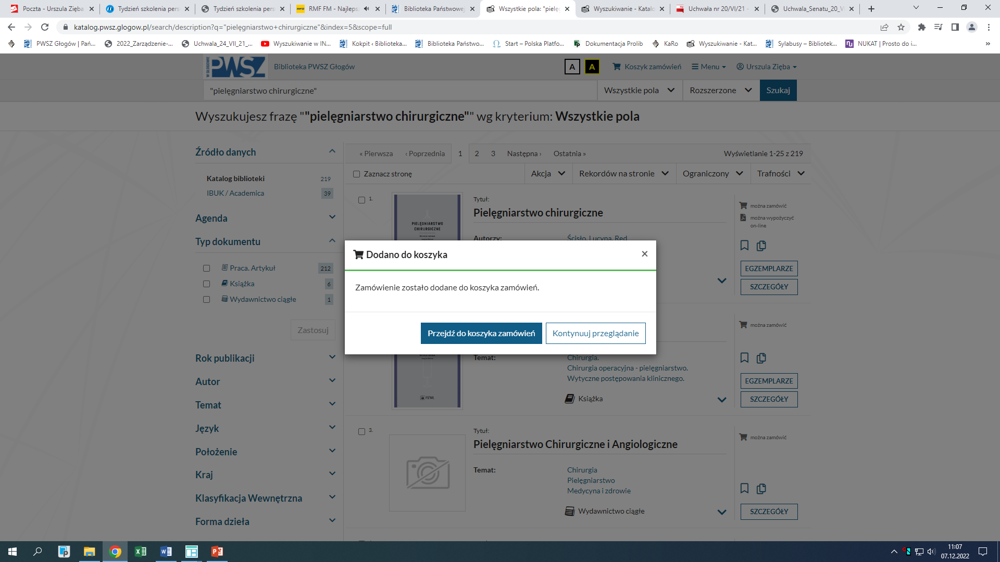 Poczta - Urszula Zięba
Tydzień szkolenia pers
Tydzień szkolenia pers
RMF FM - Najleps
Biblioteka Państwowej
Wszystkie pola: "pielęg
Wyszukiwanie - Katalo
Uchwała nr 20/VI/21 -
Uchwala_Senatu_20_V
katalog.pwsz.glogow.pl/search/description?q="pielęgniarstwo+chirurgiczne"&index=5&scope=full
PWSZ Głogów | Pań...
2022_Zarządzenie-...
Uchwala_24_VII_21_...
Wyszukiwanie w IN...
Kokpit ‹ Biblioteka...
Biblioteka Państwo...
Start – Polska Platfo...
Dokumentacja Prolib
KaRo
Wyszukiwanie - Kat...
Sylabusy – Bibliotek...
NUKAT | Prosto do i...
»
W GŁOGOWIE PWSZ
Biblioteka PWSZ Głogów
A A
Koszyk zamówień
Menu
Urszula Zięba
"pielęgniarstwo chirurgiczne"
Wszystkie pola
Rozszerzone
Szukaj
Wyszukujesz frazę ""pielęgniarstwo chirurgiczne"" wg kryterium: Wszystkie pola
Źródło danych
Katalog biblioteki 219
IBUK / Academica 39
Agenda
Typ dokumentu
Praca. Artykuł 212
Książka 6
Wydawnictwo ciągłe 1
Zastosuj
Rok publikacji
Autor
Temat
Język
Położenie
Kraj
Klasyfikacja Wewnętrzna
Forma dzieła
« Pierwsza ‹ Poprzednia 1 2 3 Następna › Ostatnia » Wyświetlanie 1-25 z 219
Zaznacz stronę
Akcja
Rekordów na stronie
Ograniczony
Trafności
1.
PIELĘGNIARSTWO
CHIRURGICZNE
Tytuł:
Pielęgniarstwo chirurgiczne
Autorzy: Ścisło, Lucyna. Red
można zamówić
można wypożyczyć
on-line
EGZEMPLARZE
SZCZEGÓŁY
Dodano do koszyka
×
Zamówienie zostało dodane do koszyka zamówień.
Przejdź do koszyka zamówień
Kontynuuj przeglądanie
można zamówić
Temat: Chirurgia.
Chirurgia operacyjna - pielęgniarstwo.
Wytyczne postępowania klinicznego.
PZWL
Książka
EGZEMPLARZE
SZCZEGÓŁY
3.
Tytuł:
Pielęgniarstwo Chirurgiczne i Angiologiczne
Temat: Chirurgia
Pielęgniarstwo
Medycyna i zdrowie
Wydawnictwo ciągłe
można zamówić
SZCZEGÓŁY
11:07
07.12.2022